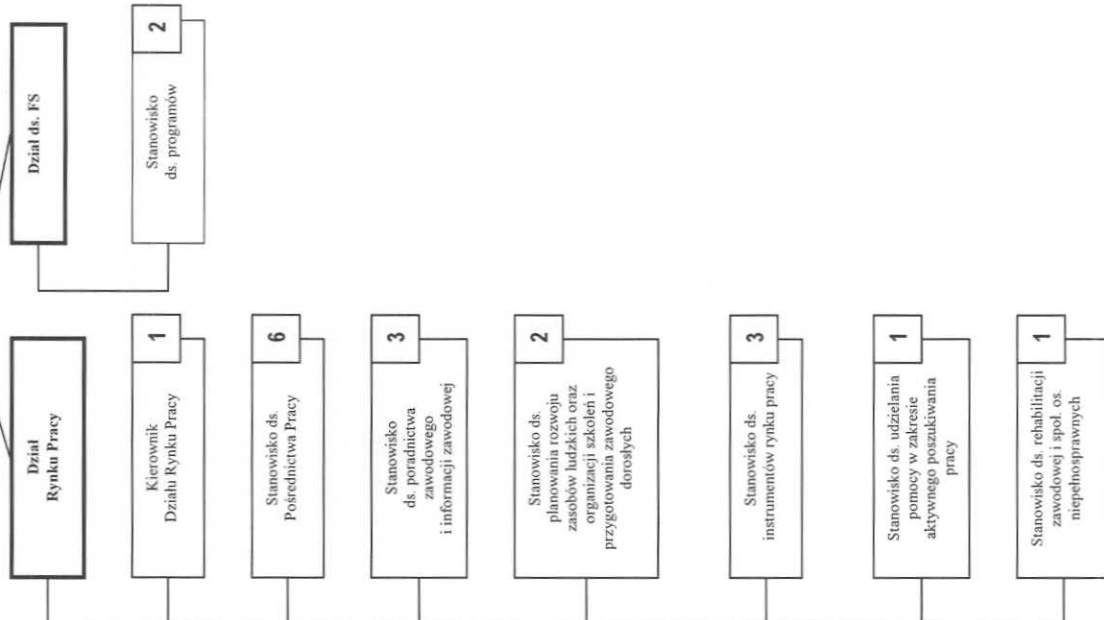 Dział
Rynku Pracy
1
Kierownik
Działu Rynku Pracy
6
Stanowisko ds.
Pośrednictwa Pracy
3
Stanowisko
ds. poradnictwa
zawodowego
i informacji zawodowej
2
Stanowisko ds.
planowania rozwoju
zasobów ludzkich oraz
organizacji szkoleń i
przygotowania zawodowego
dorosłych
3
Stanowisko ds.
instrumentów rynku pracy
1
Stanowisko ds. udzielania
pomocy w zakresie
aktywnego poszukiwania
pracy
1
Stanowisko ds. rehabilitacji
zawodowej i społ. os.
niepełnosprawnych
Dział ds. FS
2
Stanowisko
ds. programów